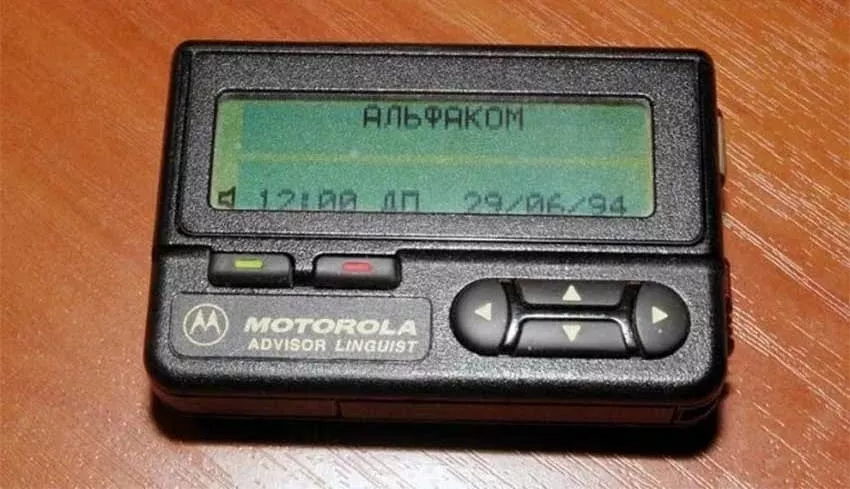 АЛЬФАКОМ
12:00 ДП 29/06/94
MOTOROLA
ADVISOR LINGUIST